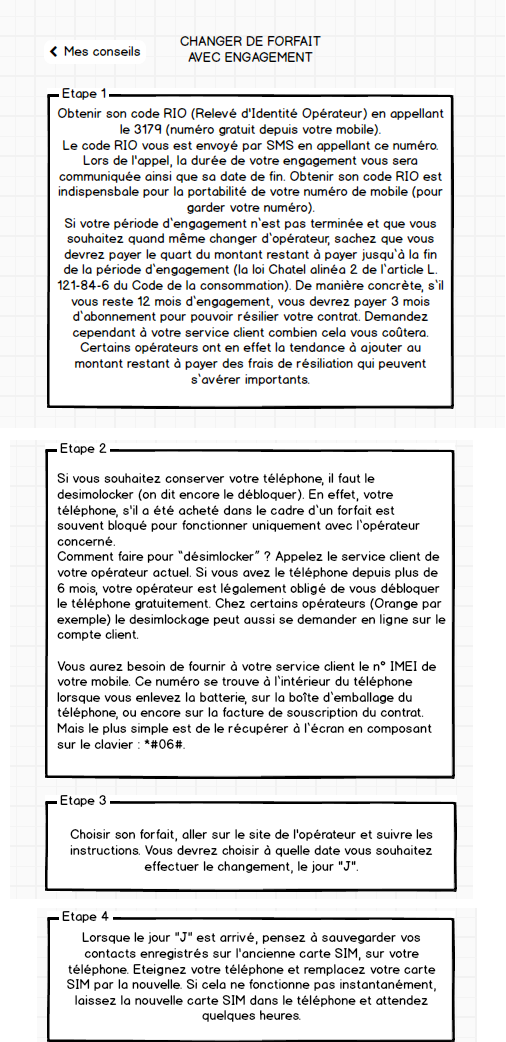 Mes conseils
CHANGER DE FORFAIT
AVEC ENGAGEMENT
Etape 1
Obtenir son code RIO (Relevé d'Identité Opérateur) en appellant
le 3179 (numéro gratuit depuis votre mobile).
Le code RIO vous est envoyé par SMS en appellant ce numéro.
Lors de l'appel, la durée de votre engagement vous sera
communiquée ainsi que sa date de fin. Obtenir son code RIO est
indispensbale pour la portabilité de votre numéro de mobile (pour
garder votre numéro).
Si votre période d'engagement n'est pas terminée et que vous
souhaitez quand même changer d'opérateur, sachez que vous
devrez payer le quart du montant restant à payer jusqu'à la fin
de la période d'engagement (la loi Chatel alinéa 2 de l'article L.
121-84-6 du Code de la consommation). De manière concrète, s'il
vous reste 12 mois d'engagement, vous devrez payer 3 mois
d'abonnement pour pouvoir résilier votre contrat. Demandez
cependant à votre service client combien cela vous coûtera.
Certains opérateurs ont en effet la tendance à ajouter au
montant restant à payer des frais de résiliation qui peuvent
s'avérer importants.
Etape 2
Si vous souhaitez conserver votre téléphone, il faut le
desimolocker (on dit encore le débloquer). En effet, votre
téléphone, s'il a été acheté dans le cadre d'un forfait est
souvent bloqué pour fonctionner uniquement avec l'opérateur
concerné.
Comment faire pour "désimlocker" ? Appelez le service client de
votre opérateur actuel. Si vous avez le téléphone depuis plus de
6 mois, votre opérateur est légalement obligé de vous débloquer
le téléphone gratuitement. Chez certains opérateurs (Orange par
exemple) le desimlockage peut aussi se demander en ligne sur le
compte client.
Vous aurez besoin de fournir à votre service client le n° IMEI de
votre mobile. Ce numéro se trouve à l'intérieur du téléphone
lorsque vous enlevez la batterie, sur la boîte d'emballage du
téléphone, ou encore sur la facture de souscription du contrat.
Mais le plus simple est de le récupérer à l'écran en composant
sur le clavier : *#06#.
Etape 3
Choisir son forfait, aller sur le site de l'opérateur et suivre les
instructions. Vous devrez choisir à quelle date vous souhaitez
effectuer le changement, le jour "J".
Etape 4
Lorsque le jour "J" est arrivé, pensez à sauvegarder vos
contacts enregistrés sur l'ancienne carte SIM, sur votre
téléphone. Eteignez votre téléphone et remplacez votre carte
SIM par la nouvelle. Si cela ne fonctionne pas instantanément,
laissez la nouvelle carte SIM dans le téléphone et attendez
quelques heures.